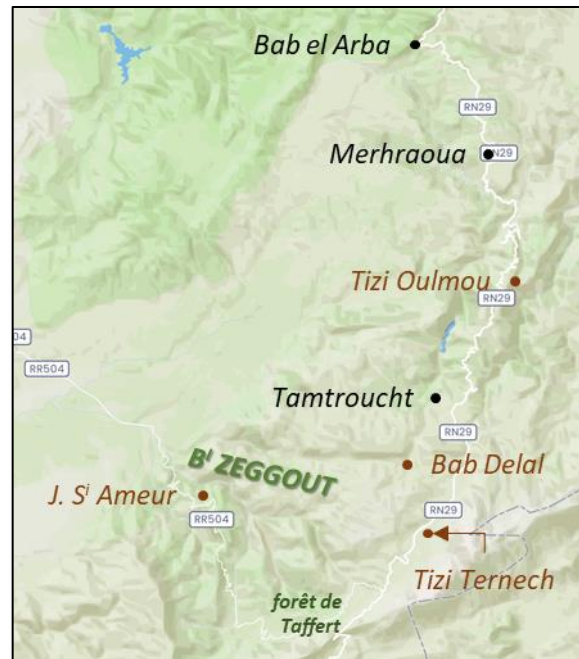 Bab el Arba
RN29
Merhraoua
RN29
Tizi Oulmou
RN29
04
RR504
Tamtroucht
RN29
Bⁱ ZEGGOUT
Bab Delal
J. Sⁱ Ameur
RR504
RN29
Tizi Ternech
forêt de
Taffert